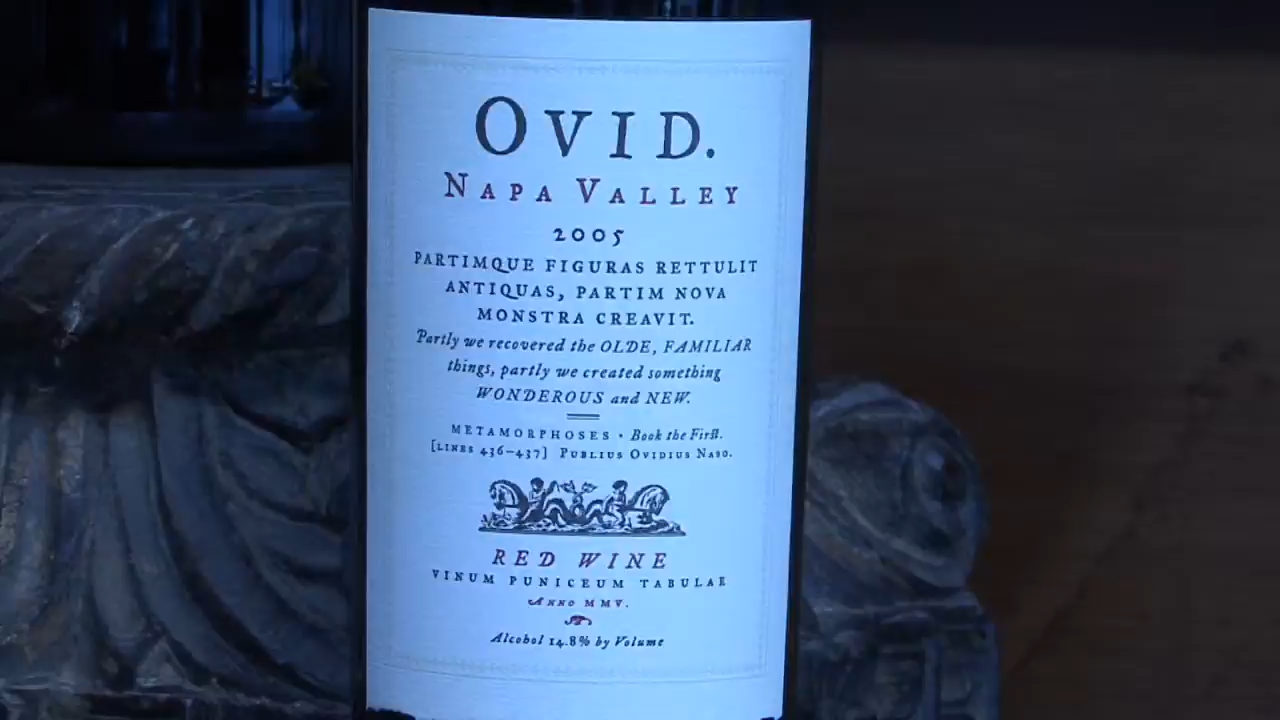 OVID.
NAPA VALLEY
2005
PARTIMQUE FIGURAS RETTULIT
ANTIQUAS, PARTIM NOVA
MONSTRA CREAVIT.
Partly we recovered the OLDE, FAMILIAR
things, partly we created something
WONDEROUS and NEW.
METAMORPHOSES • Book the First.
[LINES 436–437] PUBLIUS OVIDIUS NASO.
RED WINE
VINUM PUNICEUM TABULAE
ANNO MMV.
Alcohol 14.8% by Volume